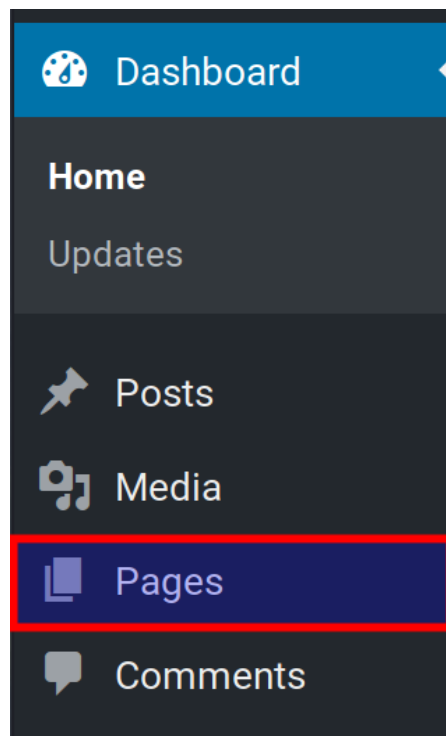 Dashboard
Home
Updates
Posts
Media
Pages
Comments